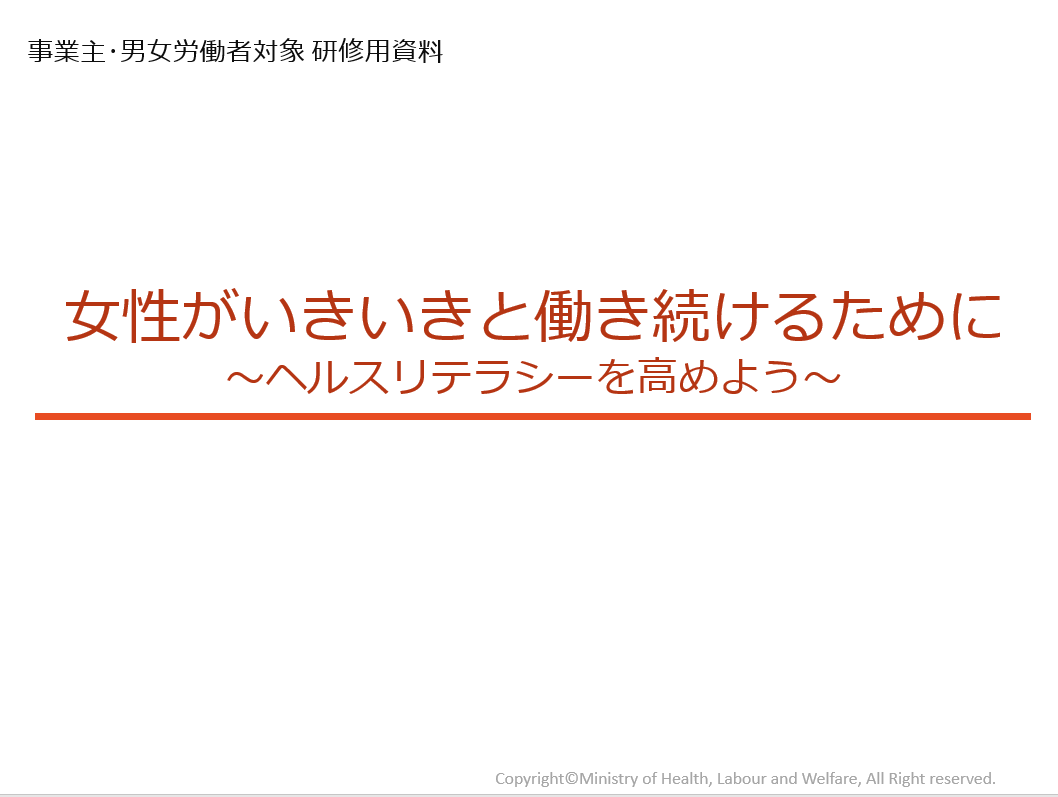 事業主･男女労働者対象 研修用資料
女性がいきいきと働き続けるために
～ヘルスリテラシーを高めよう～
Copyright©Ministry of Health, Labour and Welfare, All Right reserved.